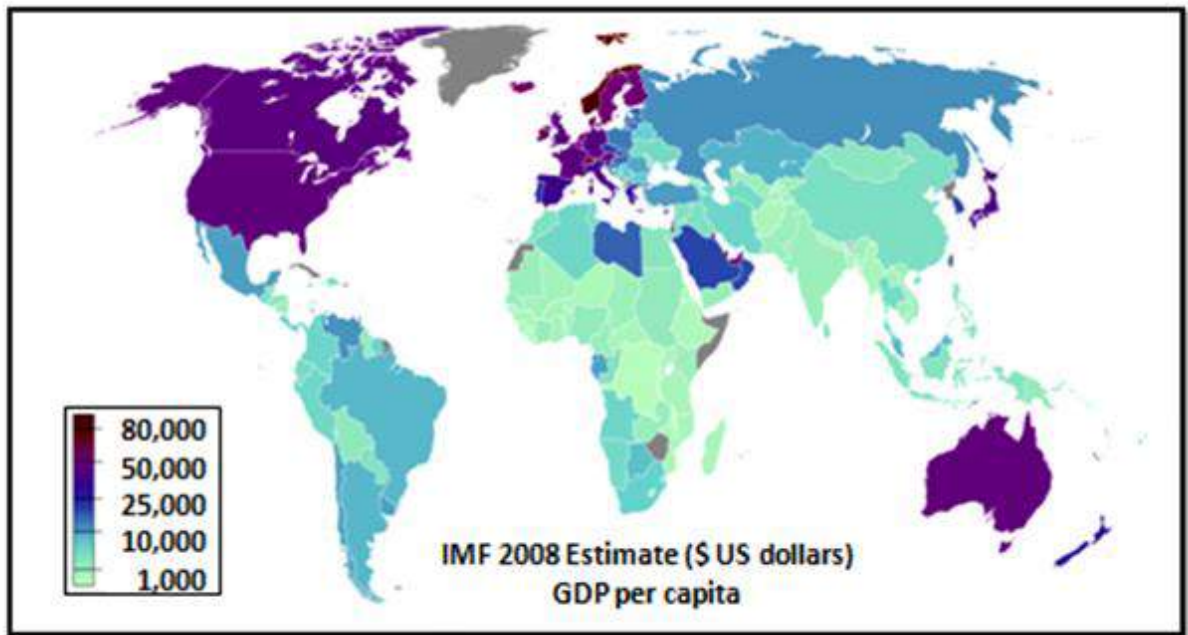 80,000
50,000
25,000
10,000
1,000
IMF 2008 Estimate ($ US dollars)
GDP per capita